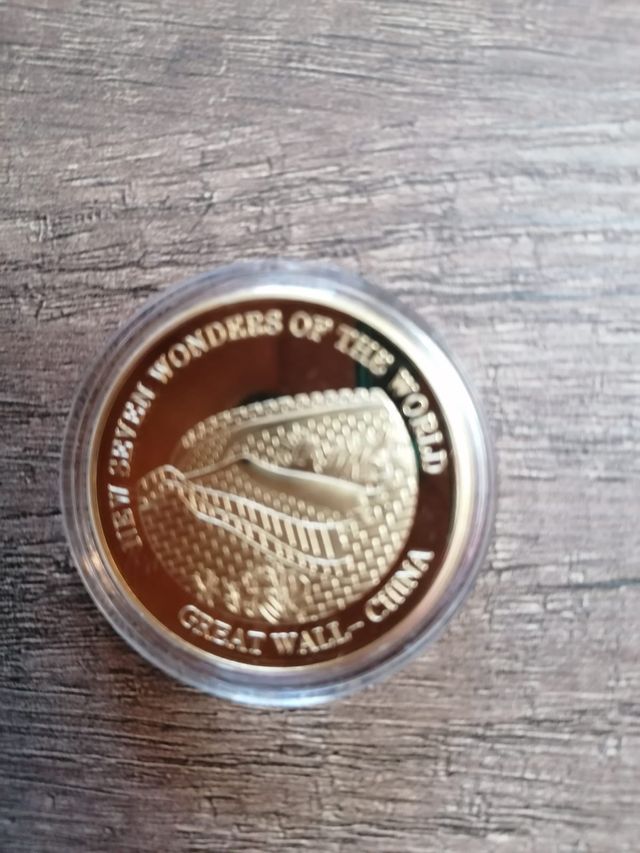 NEW SEVEN WONDERS OF THE WORLD
GREAT WALL-- CHINA